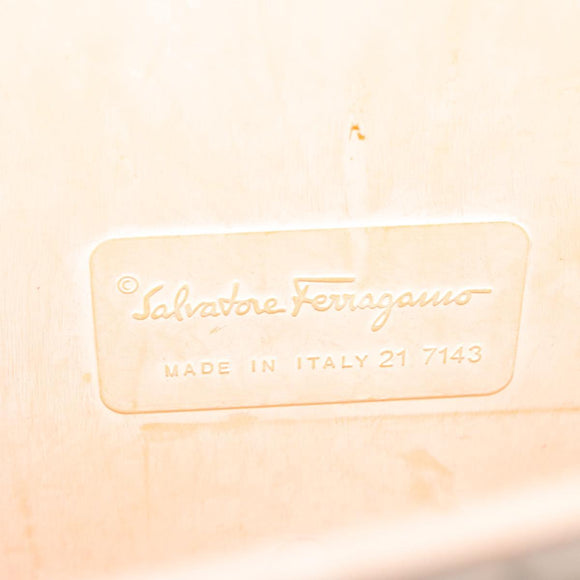 © Salvatore Ferragamo
MADE IN ITALY 21 7143